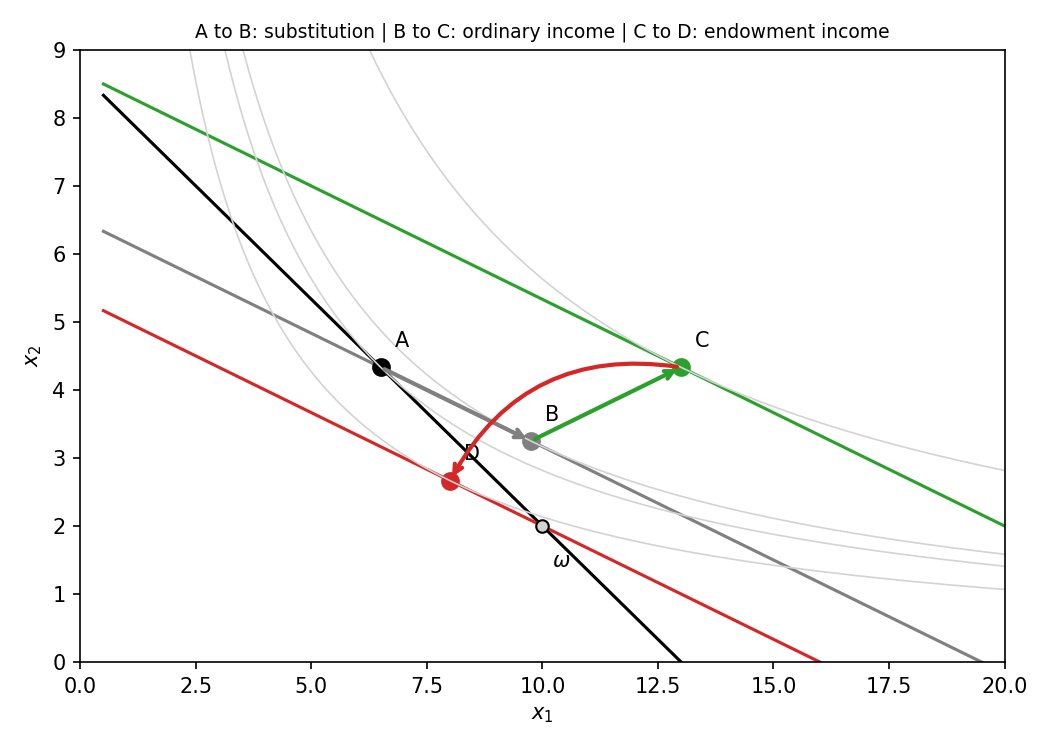 A to B: substitution | B to C: ordinary income | C to D: endowment income
9
8
7
6
5
4
3
2
1
0
x₂
A
C
B
D
ω
0.0 2.5 5.0 7.5 10.0 12.5 15.0 17.5 20.0
x₁